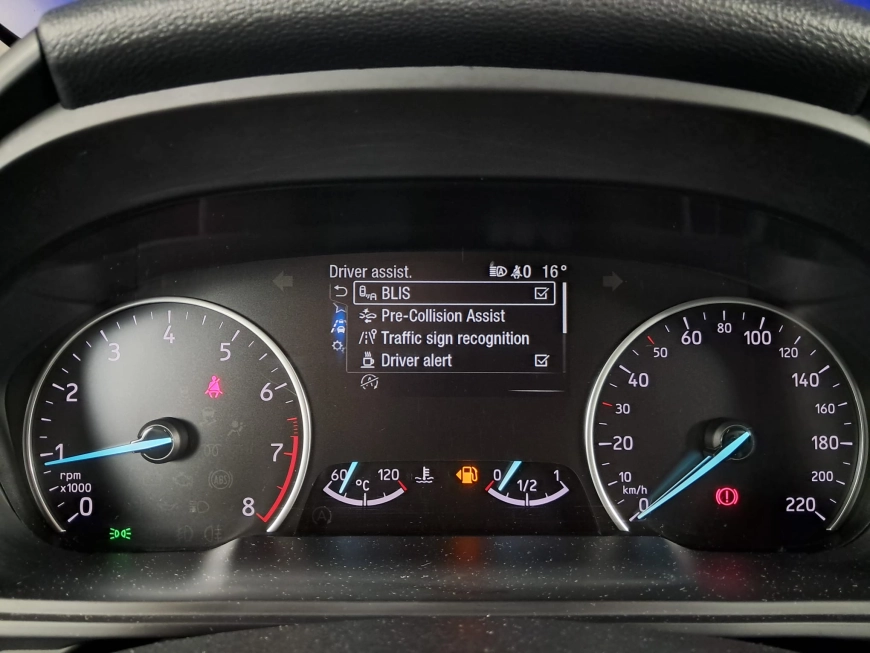 Driver assist. 0 16°
BLIS
Pre-Collision Assist
Traffic sign recognition
Driver alert
0
1
2
3
4
5
6
7
8
rpm
x1000
ABS
60 120
°C
0 1/2 1
0
10
20
30
40
50
60
80
100
120
140
160
180
200
220
km/h